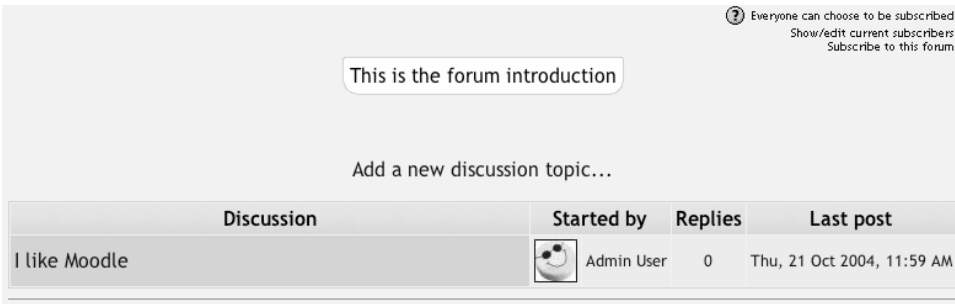 Everyone can choose to be subscribed
Show/edit current subscribers
Subscribe to this forum
This is the forum introduction
Add a new discussion topic...
Discussion Started by Replies Last post
I like Moodle Admin User 0 Thu, 21 Oct 2004, 11:59 AM